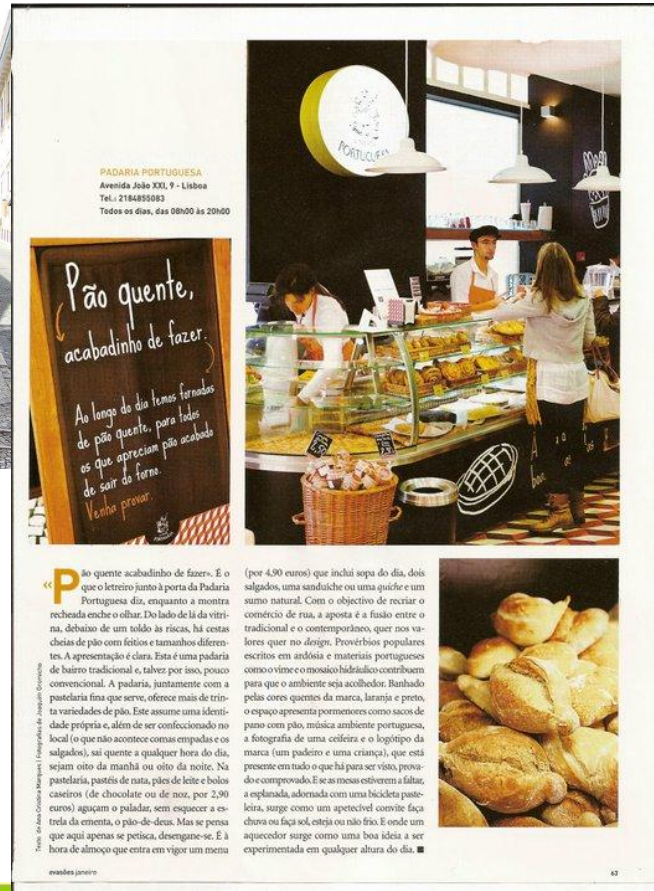 PADARIA PORTUGUESA
Avenida João XXI, 9 - Lisboa
Tel.: 2184855083
Todos os dias, das 08h00 às 20h00
PORTUGUESA
Pão quente,
acabadinho de fazer.
Ao longo do dia temos fornadas
de pão quente, para todos
os que apreciam pão acabado
de sair do forno.
Venha provar.
«Pão quente acabadinho de fazer». É o
que o letreiro junto à porta da Padaria
Portuguesa diz, enquanto a montra
recheada enche o olhar. Do lado de lá da vitri-
na, debaixo de um toldo às riscas, há cestas
cheias de pão com feitios e tamanhos diferen-
tes. A apresentação é clara. Esta é uma padaria
de bairro tradicional e, talvez por isso, pouco
convencional. A padaria, juntamente com a
pastelaria fina que serve, oferece mais de trin-
ta variedades de pão. Este assume uma identi-
dade própria e, além de ser confeccionado no
local (o que não acontece comas empadas e os
salgados), sai quente a qualquer hora do dia,
sejam oito da manhã ou oito da noite. Na
pastelaria, pastéis de nata, pães de leite e bolos
caseiros (de chocolate ou de noz, por 2,90
euros) aguçam o paladar, sem esquecer a es-
trela da ementa, o pão-de-deus. Mas se pensa
que aqui apenas se petisca, desengane-se. É à
hora de almoço que entra em vigor um menu
(por 4,90 euros) que inclui sopa do dia, dois
salgados, uma sanduíche ou uma quiche e um
sumo natural. Com o objectivo de recriar o
comércio de rua, a aposta é a fusão entre o
tradicional e o contemporâneo, quer nos va-
lores quer no design. Provérbios populares
escritos em ardósia e materiais portugueses
como o vime e o mosaico hidráulico contribuem
para que o ambiente seja acolhedor. Banhado
pelas cores quentes da marca, laranja e preto,
o espaço apresenta pormenores como sacos de
pano com pão, música ambiente portuguesa,
a fotografia de uma ceifeira e o logótipo da
marca (um padeiro e uma criança), que está
presente em tudo o que há para ser visto, prova-
do e comprovado. E se as mesas estiverem a faltar,
a esplanada, adornada com uma bicicleta paste-
leira, surge como um apetecível convite faça
chuva ou faça sol, esteja ou não frio. E onde um
aquecedor surge como uma boa ideia a ser
experimentada em qualquer altura do dia. ■
Texto de Ana Cristina Marques | Fotografias de Joaquim
evasões janeiro
63